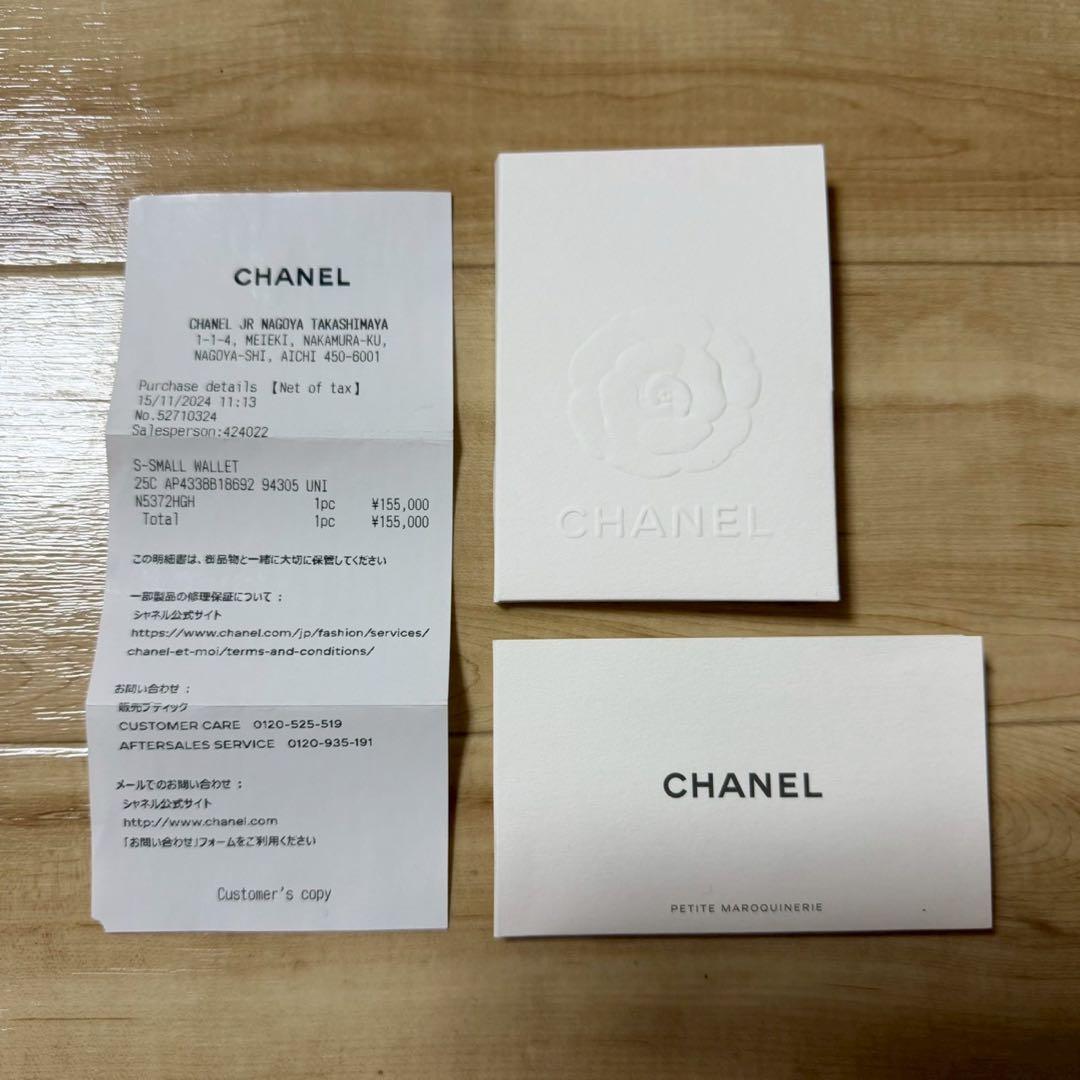 CHANEL
CHANEL JR NAGOYA TAKASHIMAYA
1-1-4, MEIEKI, NAKAMURA-KU,
NAGOYA-SHI, AICHI 450-6001
Purchase details 【Net of tax】
15/11/2024 11:13
No.52710324
Salesperson:424022
S-SMALL WALLET
25C AP4338B18692 94305 UNI
N5372HGH 1pc ¥155,000
Total 1pc ¥155,000
この明細書は、御品物と一緒に大切に保管してください
一部製品の修理保証について：
シャネル公式サイト
https://www.chanel.com/jp/fashion/services/
chanel-et-moi/terms-and-conditions/
お問い合わせ：
販売ブティック
CUSTOMER CARE 0120-525-519
AFTERSALES SERVICE 0120-935-191
メールでのお問い合わせ：
シャネル公式サイト
http://www.chanel.com
「お問い合わせ」フォームをご利用ください
Customer's copy
CHANEL
CHANEL
PETITE MAROQUINERIE